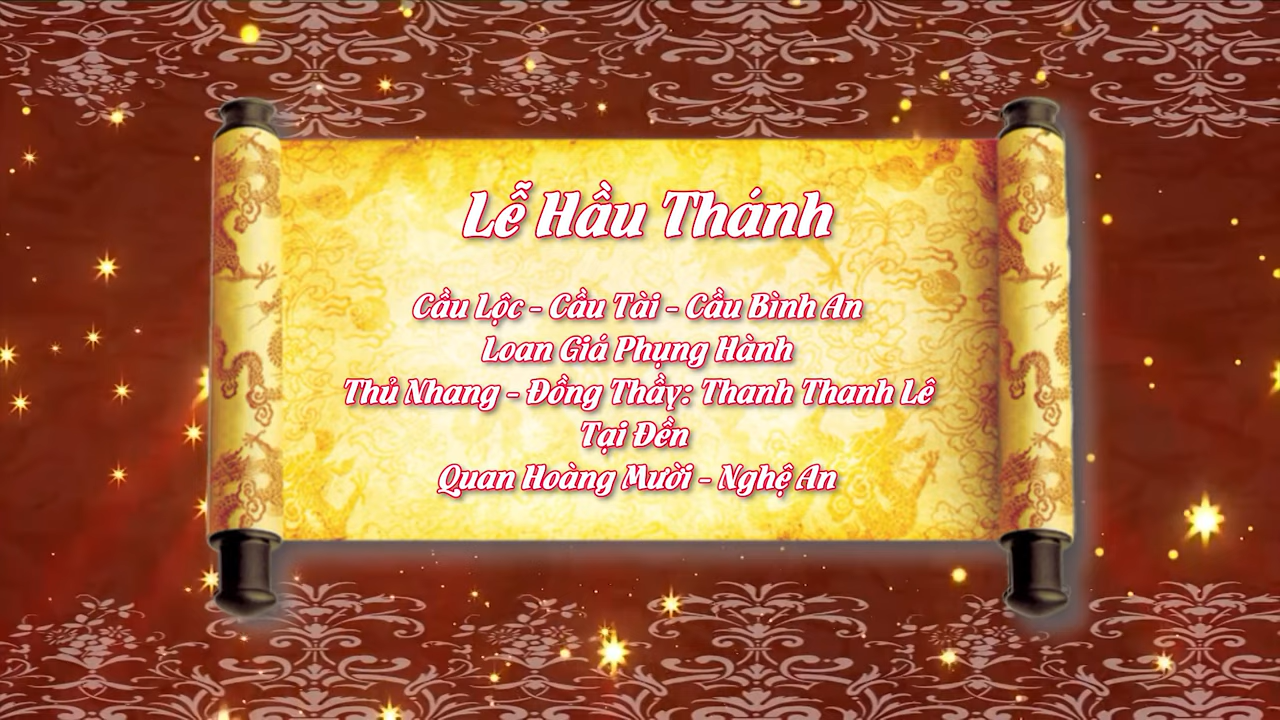 Lễ Hầu Thánh
Cầu Lộc - Cầu Tài - Cầu Bình An
Loan Giá Phụng Hành
Thủ Nhang - Đồng Thầy: Thanh Thanh Lê
Tại Đền
Quan Hoàng Mười - Nghệ An